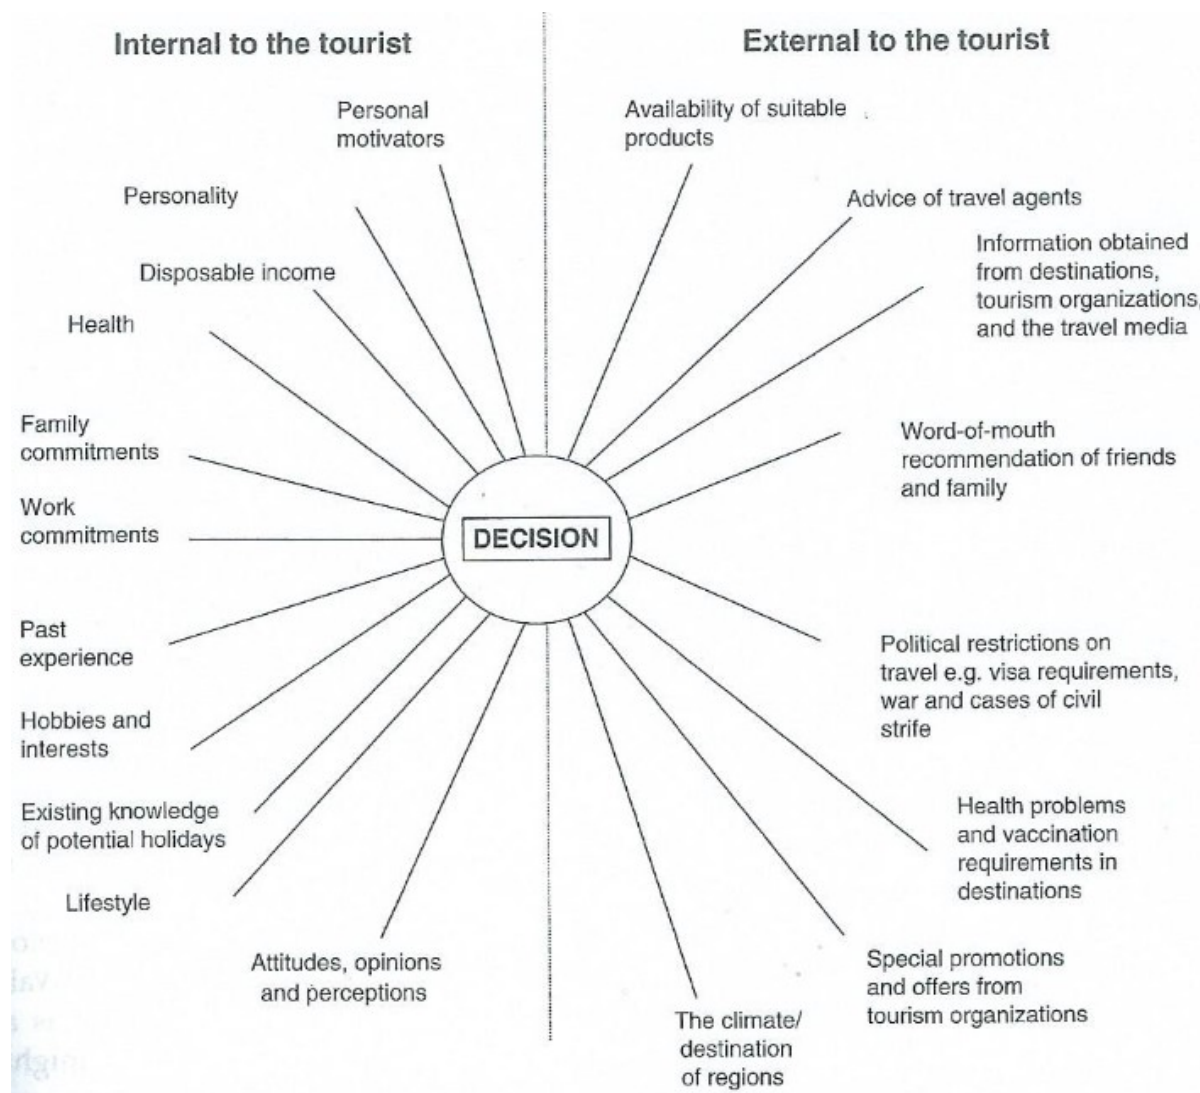 Internal to the tourist
External to the tourist
Personal
motivators
Availability of suitable
products
Personality
Advice of travel agents
Disposable income
Information obtained
from destinations,
tourism organizations,
and the travel media
Health
Family
commitments
Word-of-mouth
recommendation of friends
and family
Work
commitments
DECISION
Past
experience
Political restrictions on
travel e.g. visa requirements,
war and cases of civil
strife
Hobbies and
interests
Existing knowledge
of potential holidays
Health problems
and vaccination
requirements in
destinations
Lifestyle
Attitudes, opinions
and perceptions
Special promotions
and offers from
tourism organizations
The climate/
destination
of regions